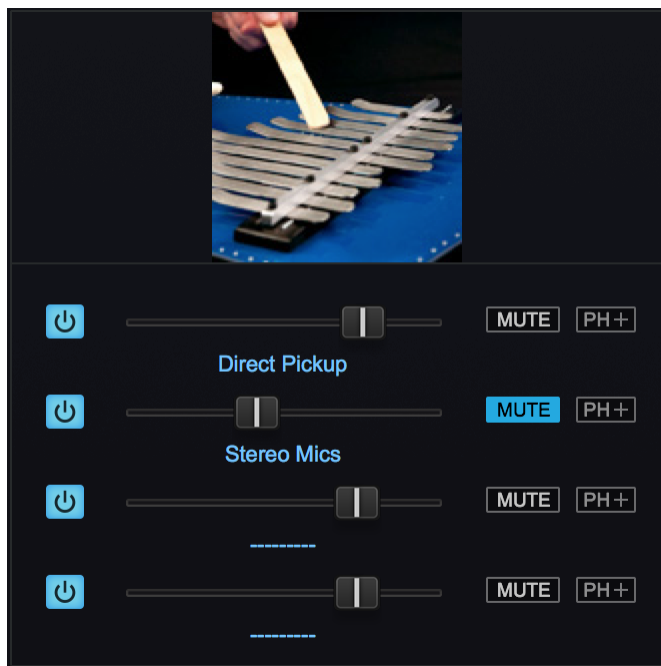 MUTE PH+
Direct Pickup
MUTE PH+
Stereo Mics
MUTE PH+
---------
MUTE PH+
---------